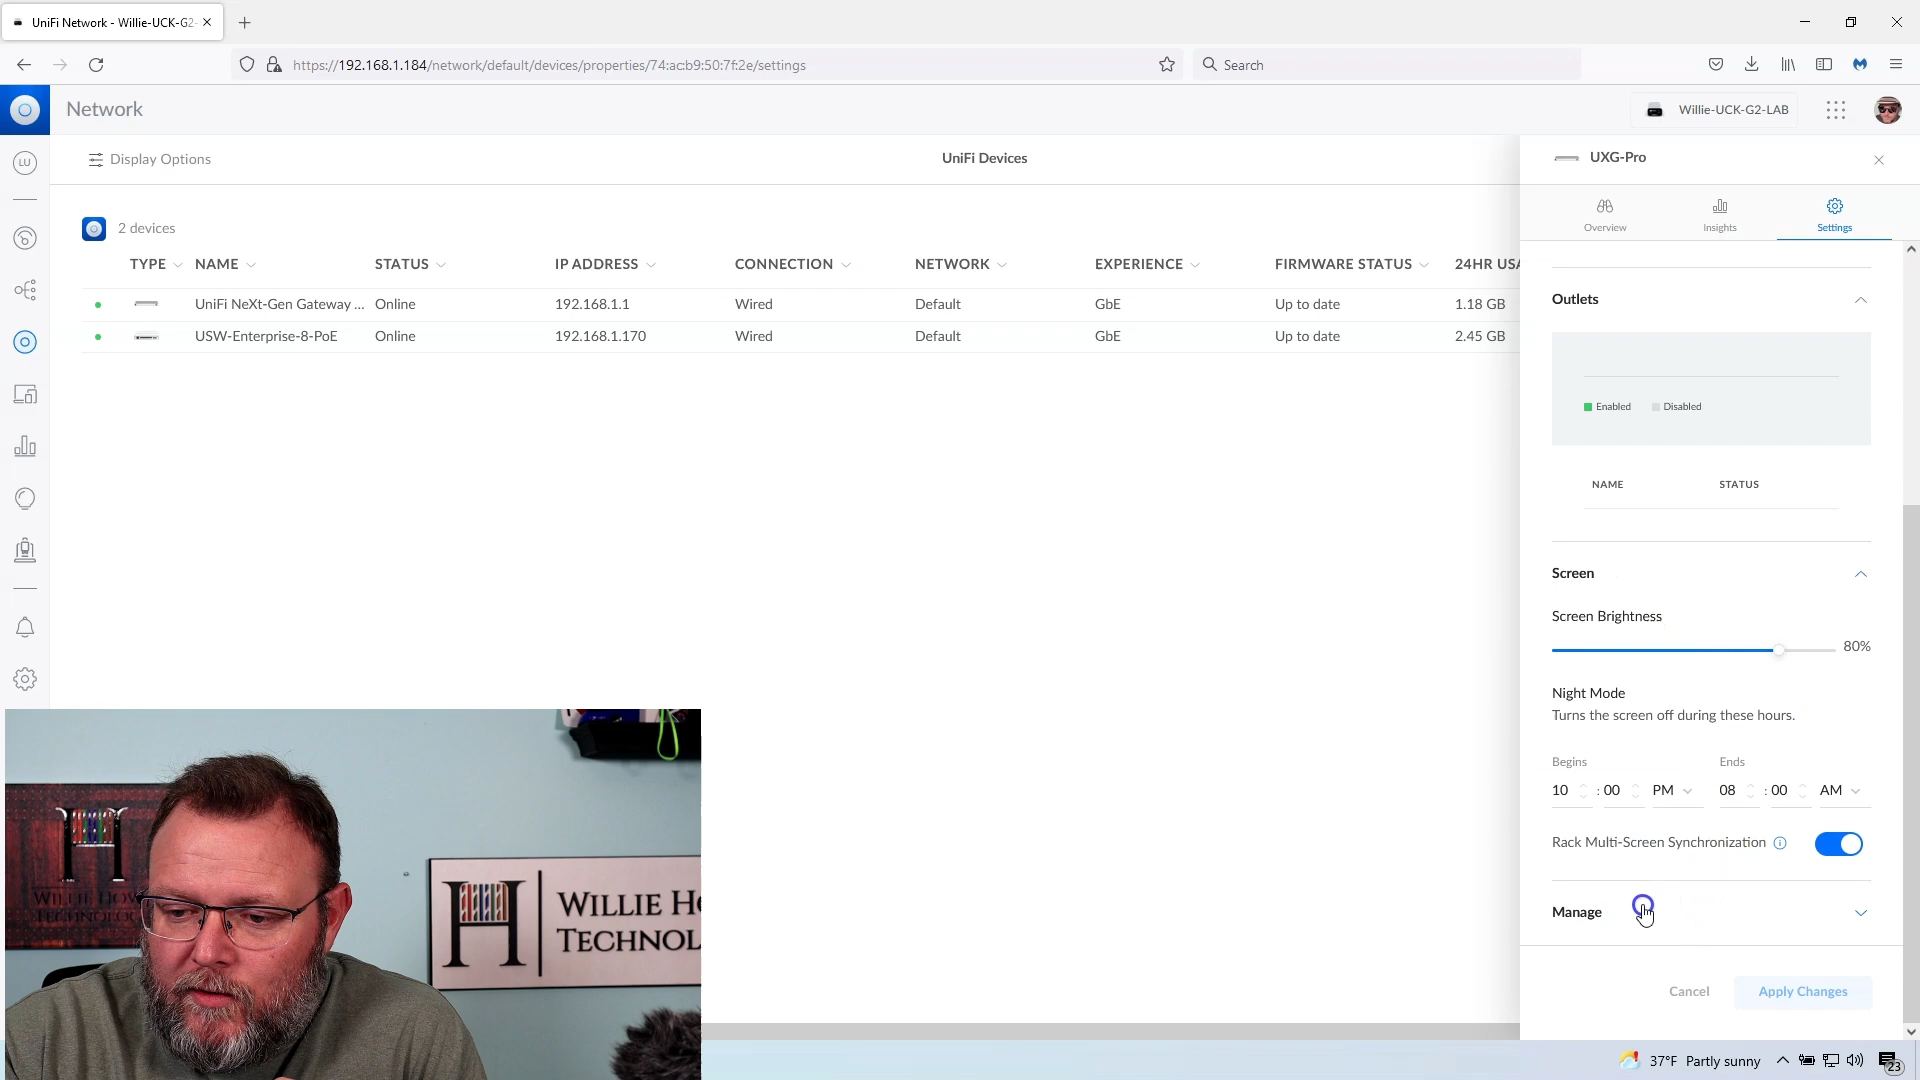 UniFi Network - Willie-UCK-G2-
https://192.168.1.184/network/default/devices/properties/74:ac:b9:50:7f:2e/settings
Search
Network
Willie-UCK-G2-LAB
LU
Display Options
UniFi Devices
UXG-Pro
Overview
Insights
Settings
2 devices
TYPE NAME STATUS IP ADDRESS CONNECTION NETWORK EXPERIENCE FIRMWARE STATUS 24HR USA
UniFi NeXt-Gen Gateway ... Online 192.168.1.1 Wired Default GbE Up to date 1.18 GB
USW-Enterprise-8-PoE Online 192.168.1.170 Wired Default GbE Up to date 2.45 GB
Outlets
Enabled Disabled
NAME STATUS
Screen
Screen Brightness
80%
Night Mode
Turns the screen off during these hours.
Begins Ends
10 : 00 PM 08 : 00 AM
Rack Multi-Screen Synchronization
Manage
Cancel Apply Changes
H
WILLIE HOW
TECHNOLO
H
WILLIE HO
TECHNOL
37°F Partly sunny
23